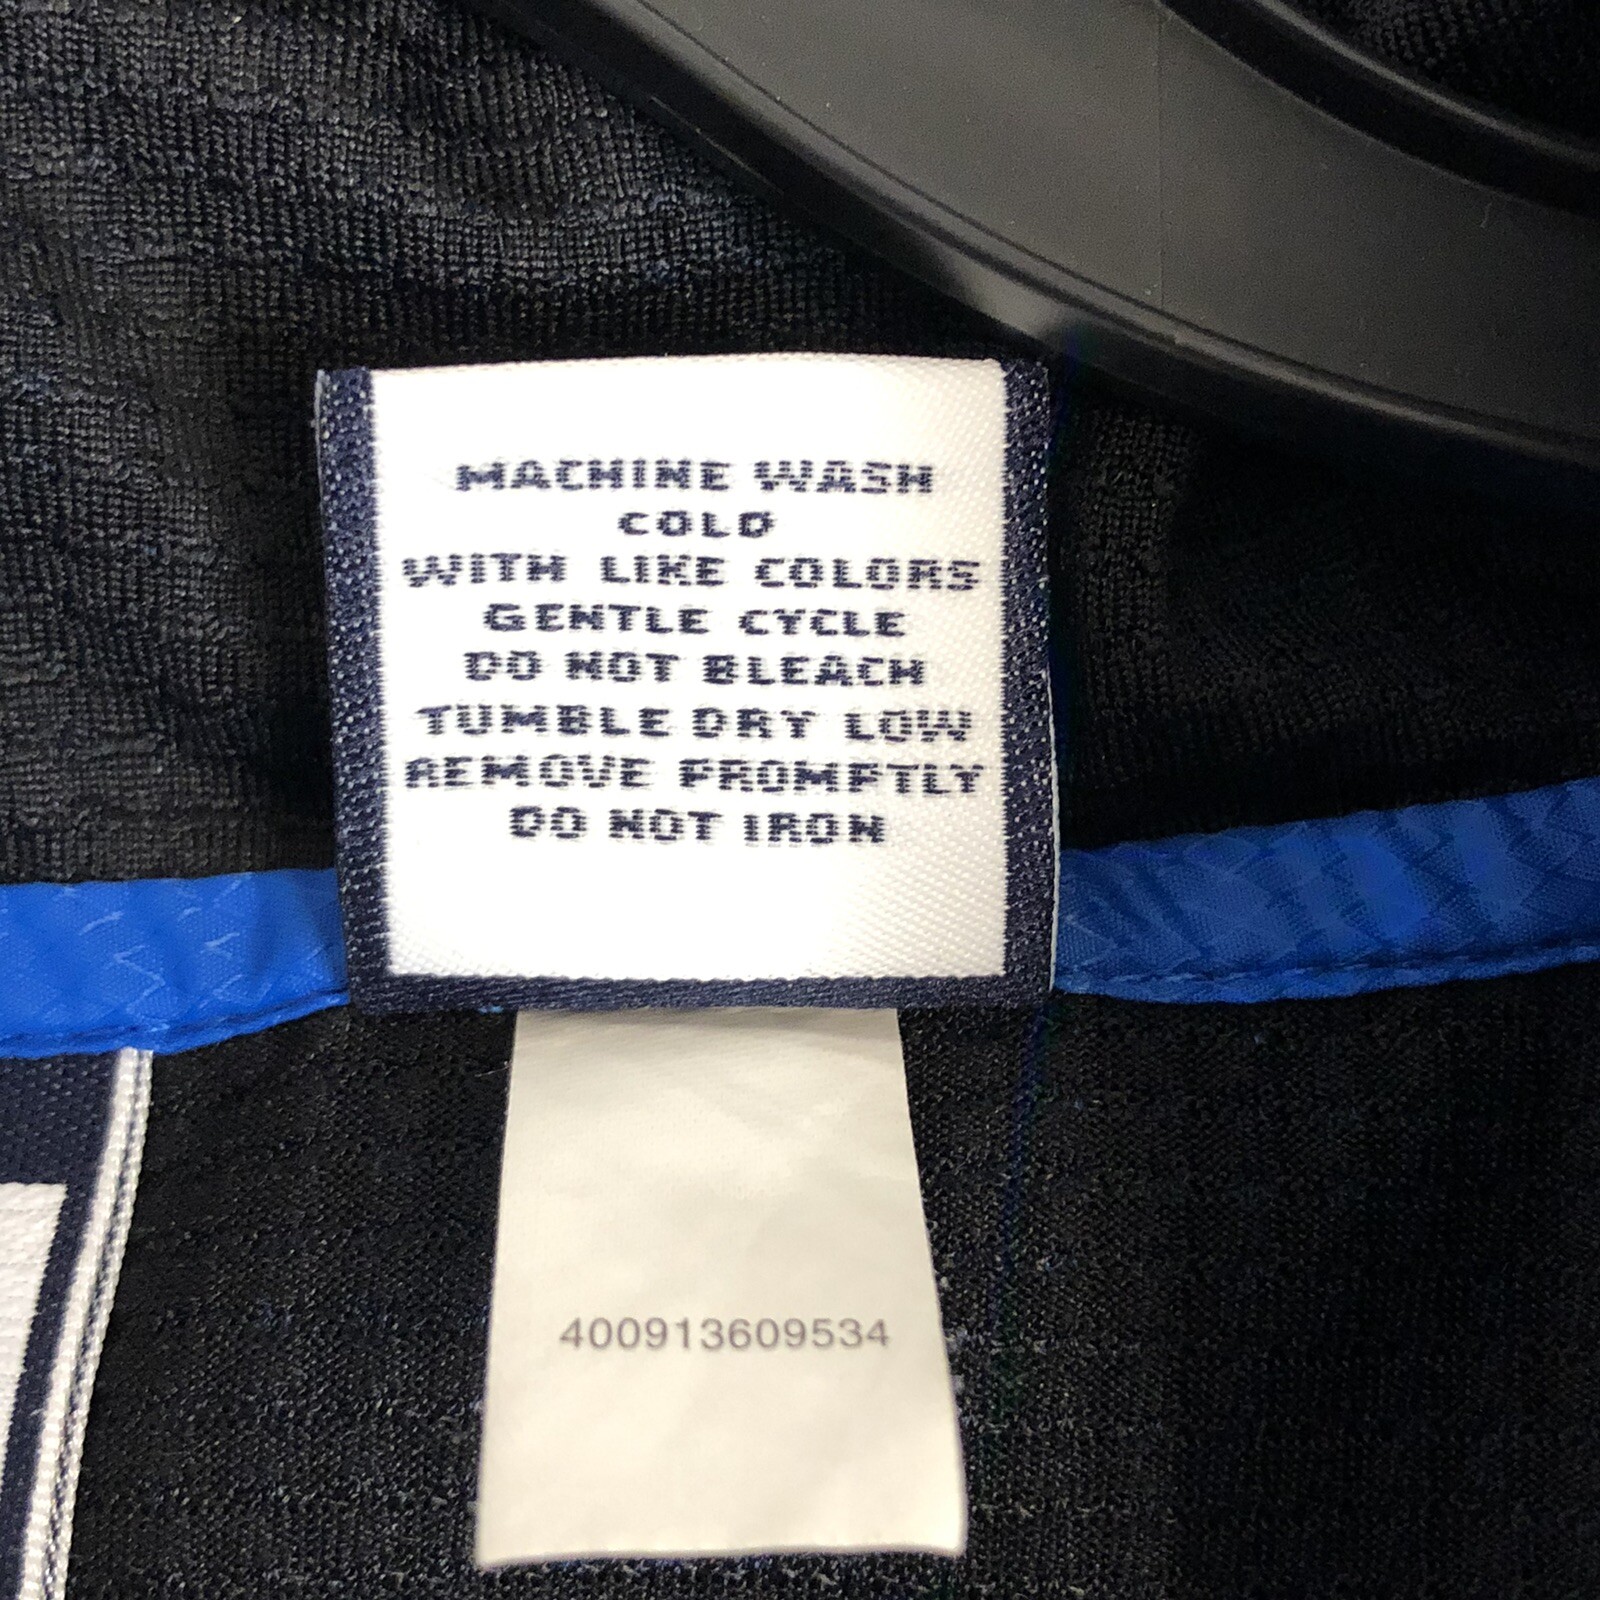 MACHINE WASH
COLD
WITH LIKE COLORS
GENTLE CYCLE
DO NOT BLEACH
TUMBLE DRY LOW
REMOVE PROMPTLY
DO NOT IRON
400913609534